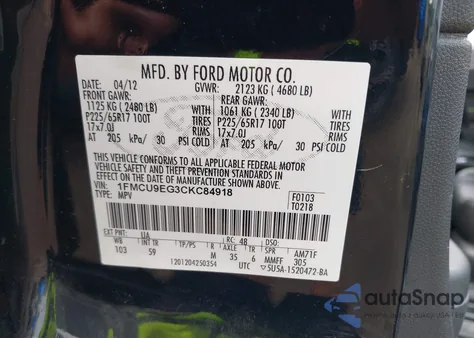 MFD. BY FORD MOTOR CO.
DATE: 04/12 GVWR: 2123 KG ( 4680 LB)
FRONT GAWR: REAR GAWR:
1125 KG ( 2480 LB) WITH 1061 KG ( 2340 LB) WITH
P225/65R17 100T TIRES P225/65R17 100T TIRES
17x7.0J RIMS 17x7.0J RIMS
AT 205 kPa/ 30 PSI COLD AT 205 kPa/ 30 PSI COLD
THIS VEHICLE CONFORMS TO ALL APPLICABLE FEDERAL MOTOR
VEHICLE SAFETY AND THEFT PREVENTION STANDARDS IN EFFECT ON THE
DATE OF MANUFACTURE SHOWN ABOVE.
VIN: 1FMCU9EG3CKC84918 F0103
TYPE: MPV T0218
EXT PNT: UA RC: 48 DSO:
WB INT TR TP/PS R AXLE TR SPR AM71F
103 59 M 35 6 MMFF 305
1201204250354 UTC 5U5A-1520472-BA
autoSnap